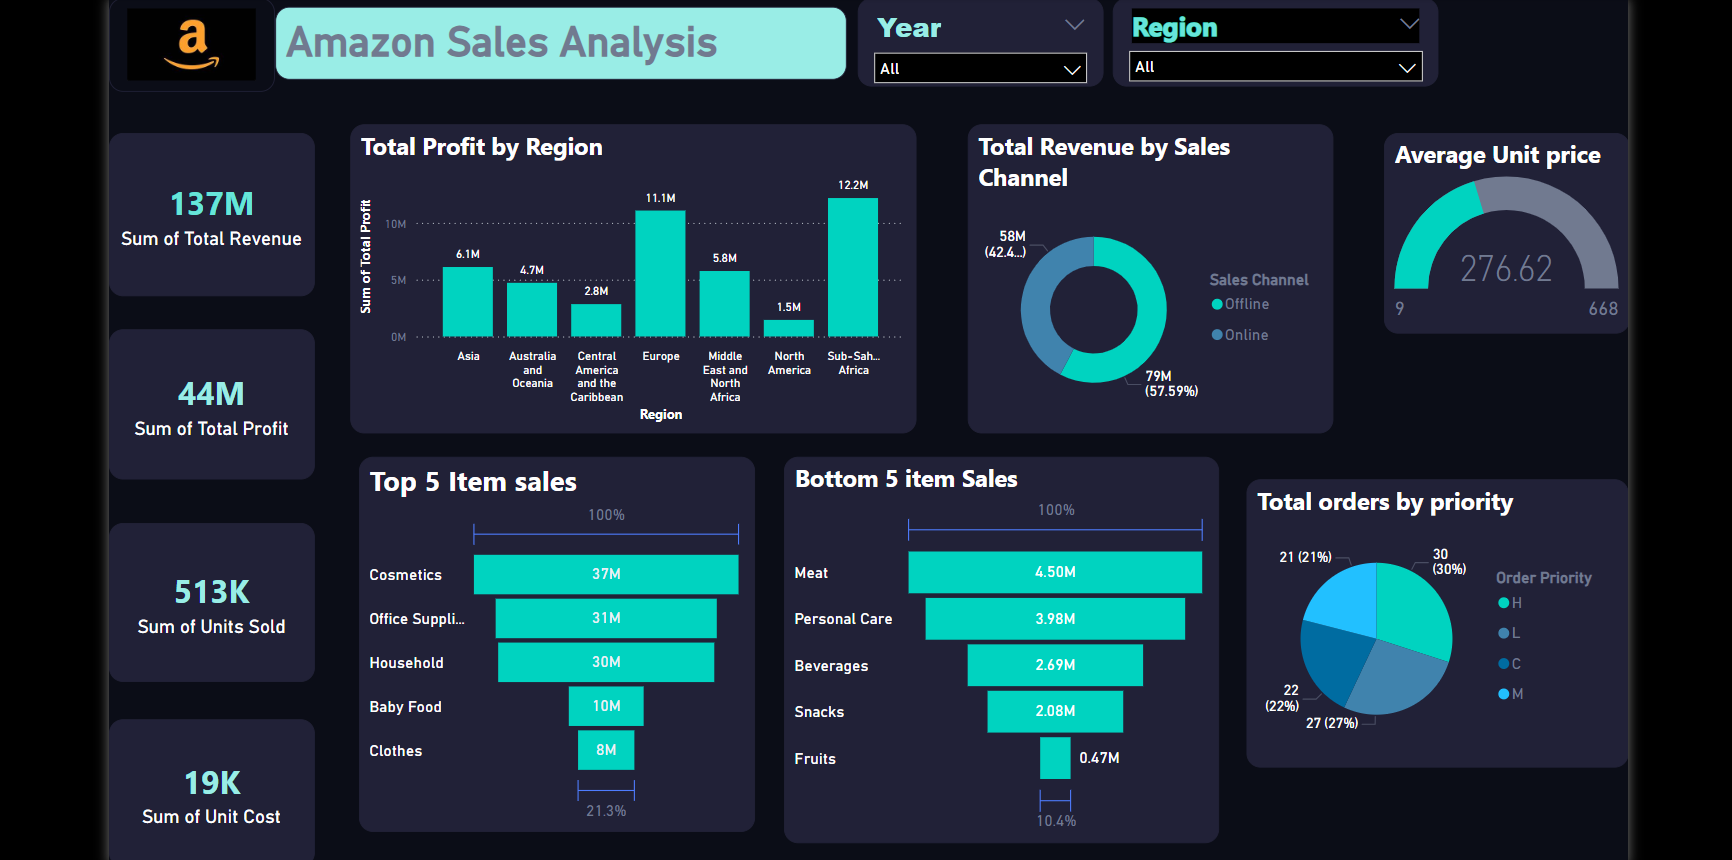 a
Amazon Sales Analysis
Year
All
Region
All
137M
Sum of Total Revenue
44M
Sum of Total Profit
513K
Sum of Units Sold
19K
Sum of Unit Cost
Total Profit by Region
Sum of Total Profit
10M
5M
0M
6.1M
4.7M
2.8M
11.1M
5.8M
1.5M
12.2M
Asia
Australia
and
Oceania
Central
America
and the
Caribbean
Europe
Middle
East and
North
Africa
North
America
Sub-Sah...
Africa
Region
Total Revenue by Sales
Channel
58M
(42.4...)
79M
(57.59%)
Sales Channel
Offline
Online
Average Unit price
276.62
9
668
Top 5 Item sales
100%
Cosmetics
37M
Office Suppli...
31M
Household
30M
Baby Food
10M
Clothes
8M
21.3%
Bottom 5 item Sales
100%
Meat
4.50M
Personal Care
3.98M
Beverages
2.69M
Snacks
2.08M
Fruits
0.47M
10.4%
Total orders by priority
21 (21%)
30
(30%)
22
(22%)
27 (27%)
Order Priority
H
L
C
M